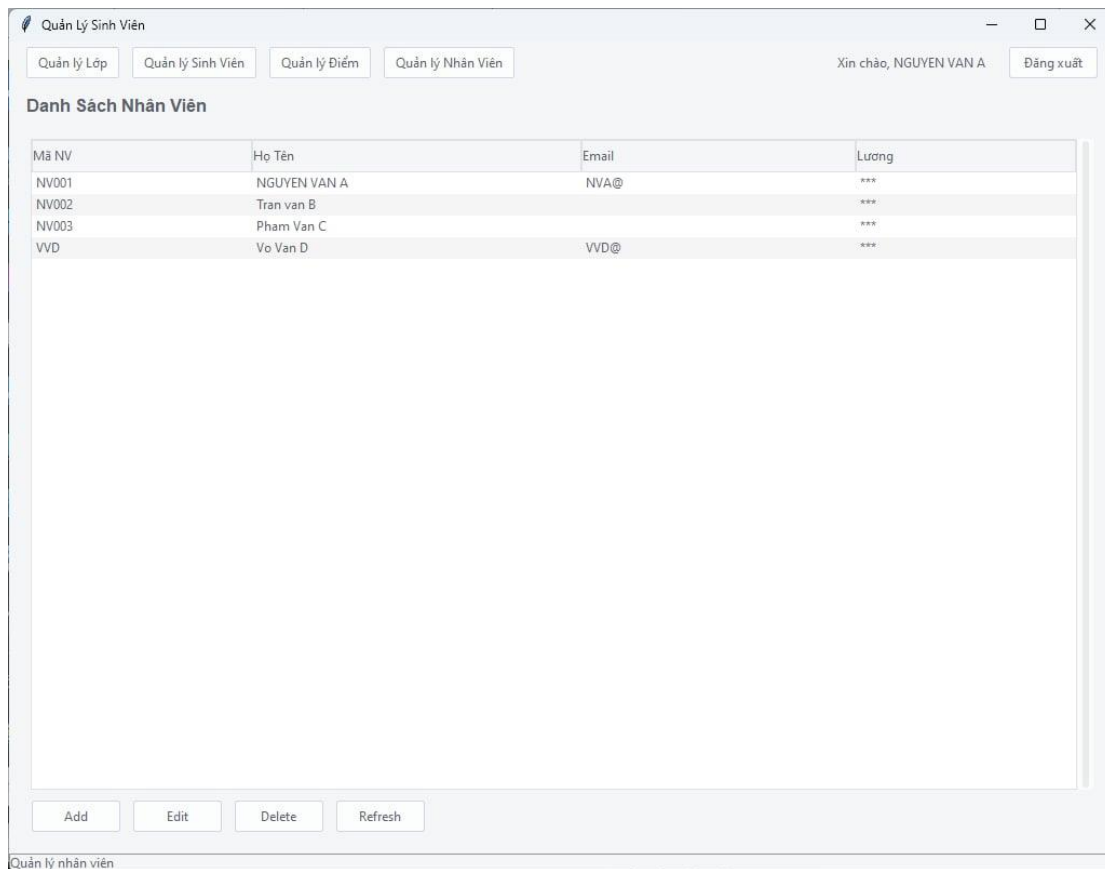 Quản Lý Sinh Viên
Quản lý Lớp Quản lý Sinh Viên Quản lý Điểm Quản lý Nhân Viên Xin chào, NGUYEN VAN A Đăng xuất
Danh Sách Nhân Viên
Mã NV Họ Tên Email Lương
NV001 NGUYEN VAN A NVA@ ***
NV002 Tran van B ***
NV003 Pham Van C ***
VVD Vo Van D VVD@ ***
Add Edit Delete Refresh
Quản lý nhân viên